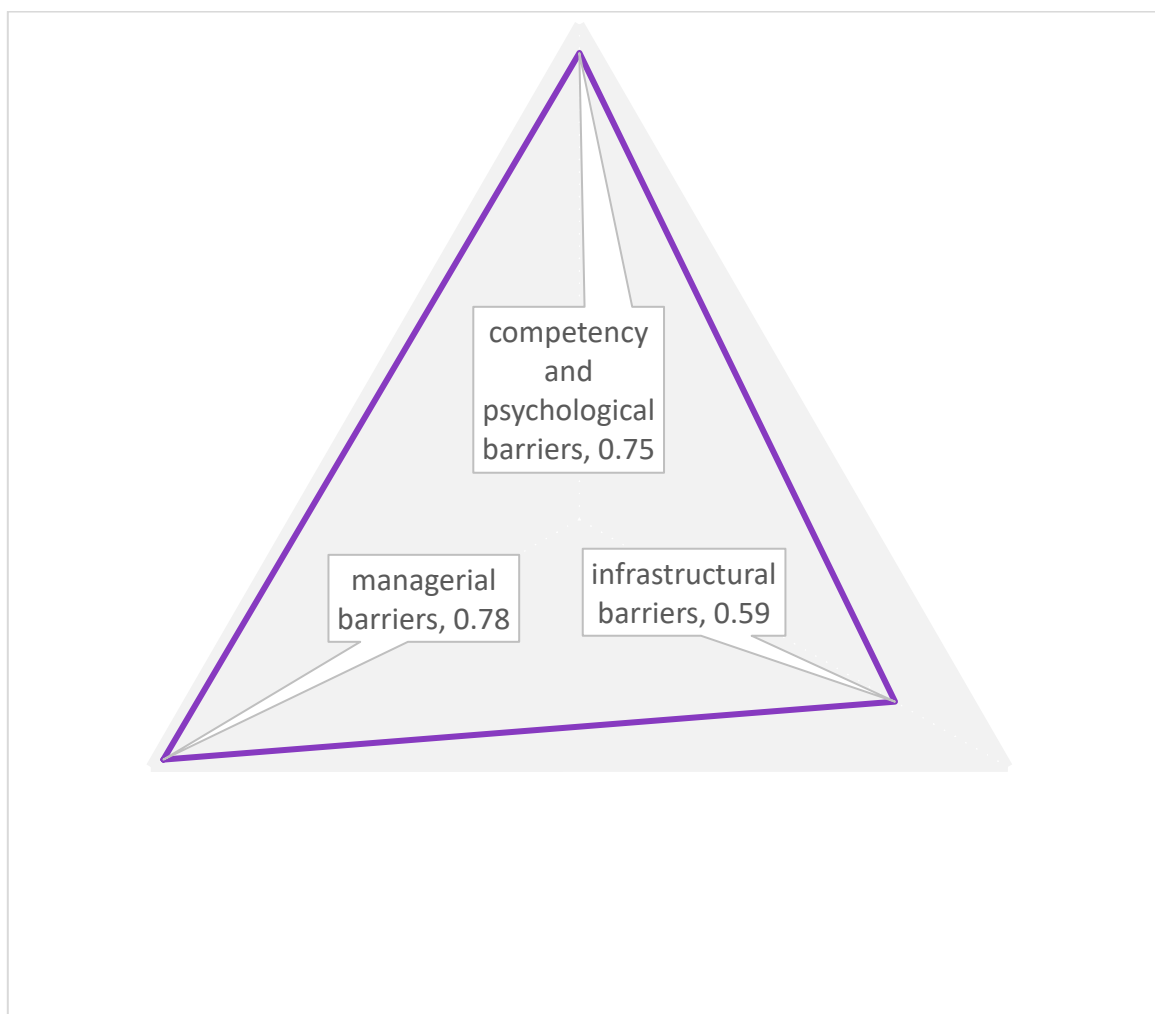 competency
and
psychological
barriers, 0.75
managerial
barriers, 0.78
infrastructural
barriers, 0.59